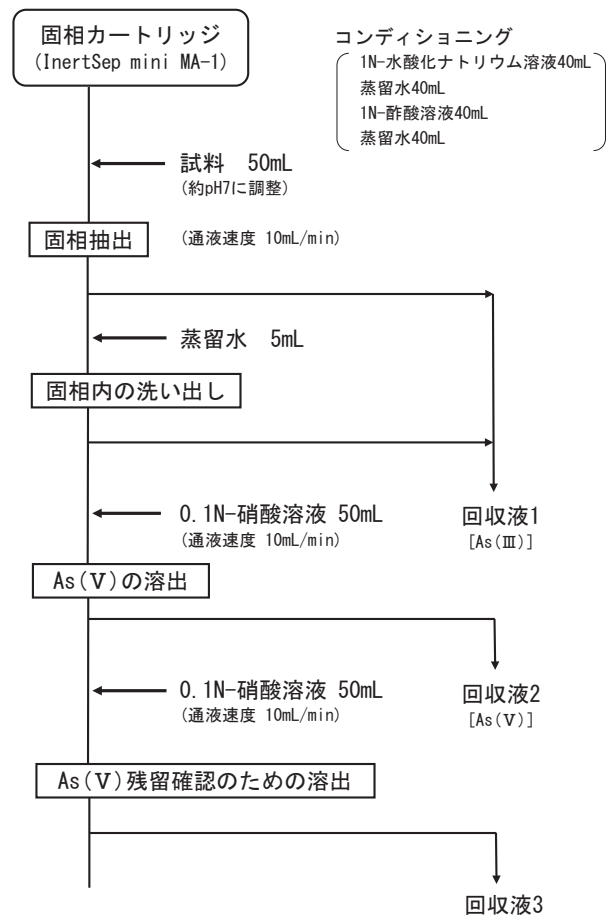 固相カートリッジ
(InertSep mini MA-1)
コンディショニング
1N-水酸化ナトリウム溶液40mL
蒸留水40mL
1N-酢酸溶液40mL
蒸留水40mL
試料 50mL
(約pH7に調整)
固相抽出
(通液速度 10mL/min)
蒸留水 5mL
固相内の洗い出し
0.1N-硝酸溶液 50mL
(通液速度 10mL/min)
回収液1
[As(Ⅲ)]
As(Ⅴ)の溶出
0.1N-硝酸溶液 50mL
(通液速度 10mL/min)
回収液2
[As(Ⅴ)]
As(Ⅴ)残留確認のための溶出
回収液3